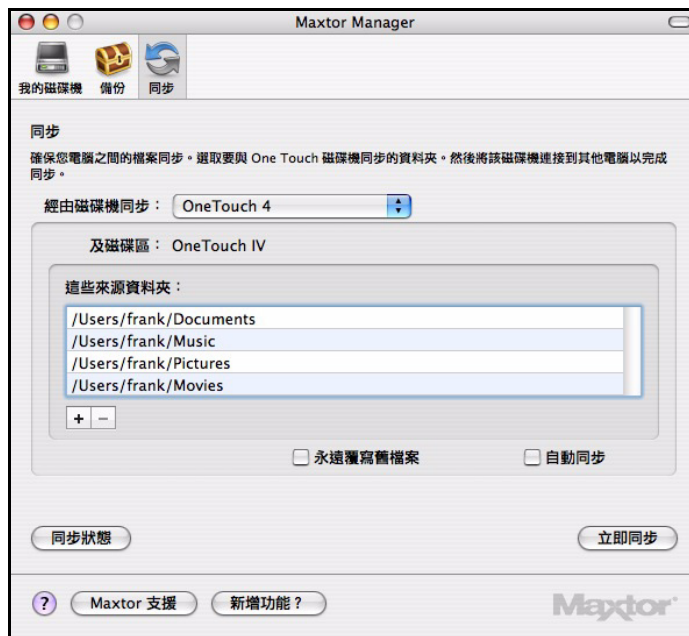 Maxtor Manager
我的磁碟機 備份 同步
同步
確保您電腦之間的檔案同步。選取要與 One Touch 磁碟機同步的資料夾。然後將該磁碟機連接到其他電腦以完成
同步。
經由磁碟機同步： OneTouch 4
及磁碟區： OneTouch IV
這些來源資料夾：
/Users/frank/Documents
/Users/frank/Music
/Users/frank/Pictures
/Users/frank/Movies
+ −
永遠覆寫舊檔案 自動同步
同步狀態 立即同步
? Maxtor 支援 新增功能？ Maxtor